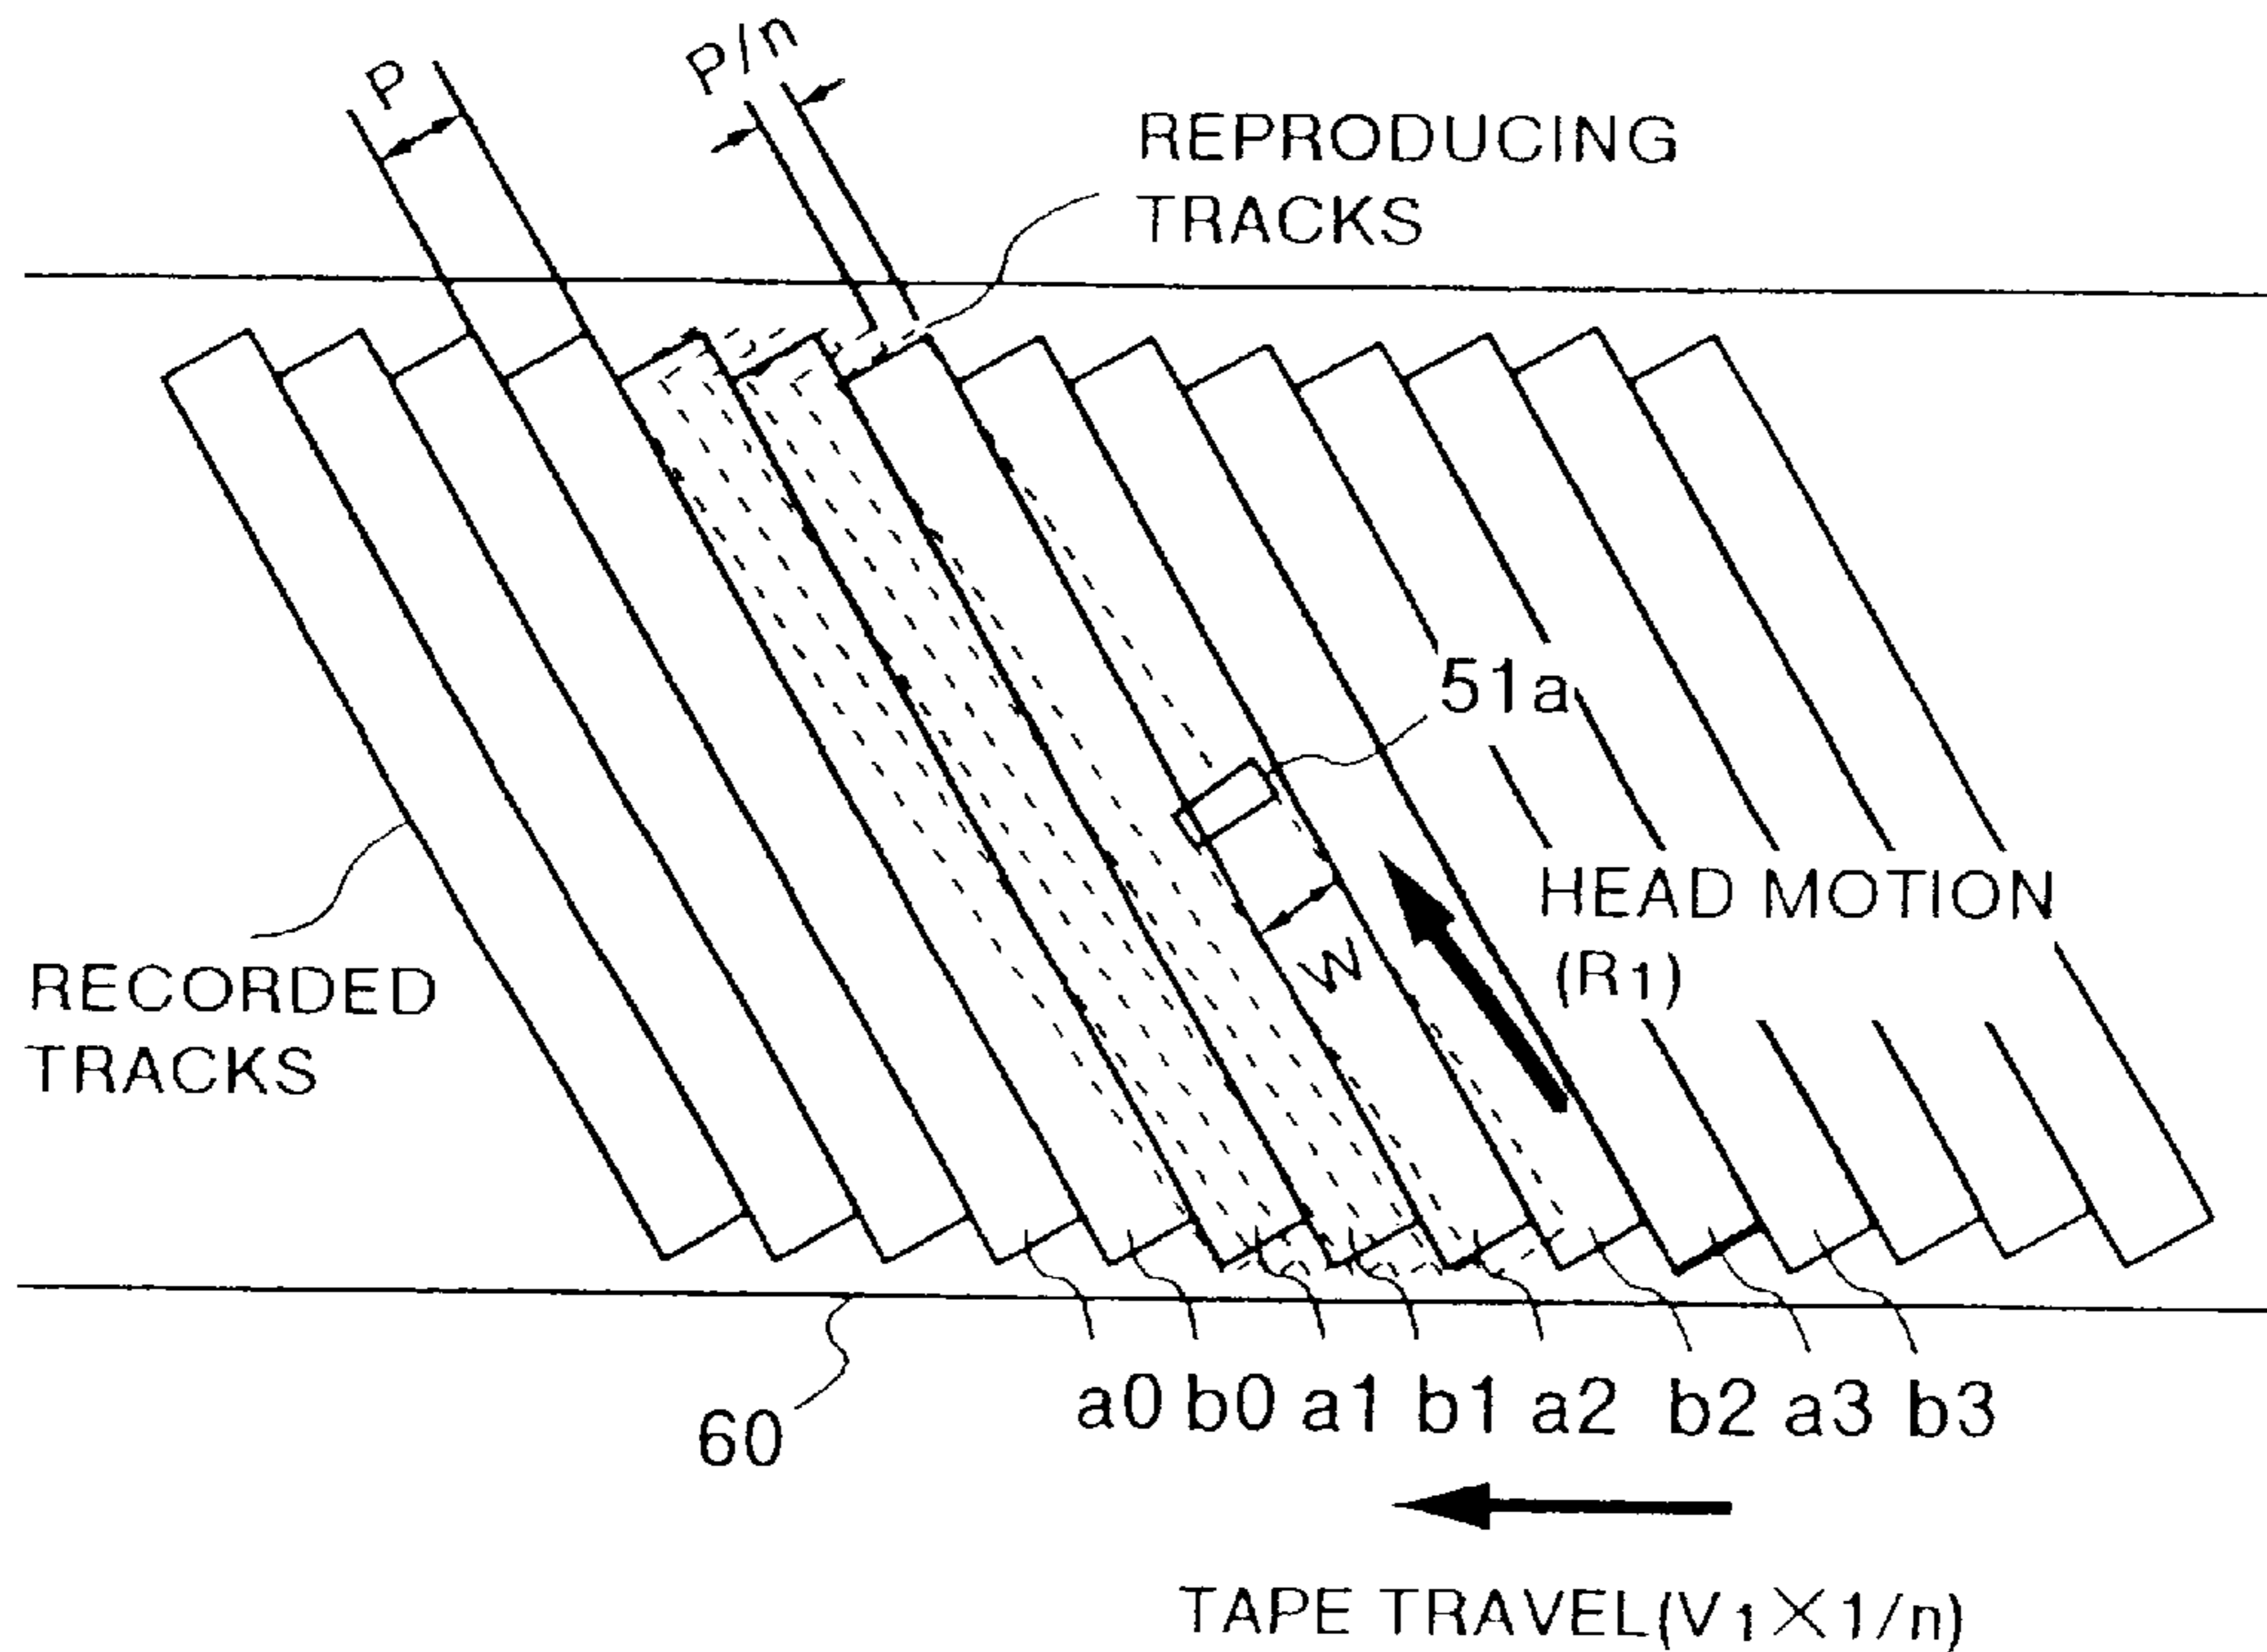 P
P/n
REPRODUCING
TRACKS
51a
HEAD MOTION
(R1)
W
RECORDED
TRACKS
60
a0 b0 a1 b1 a2 b2 a3 b3
TAPE TRAVEL(V1×1/n)